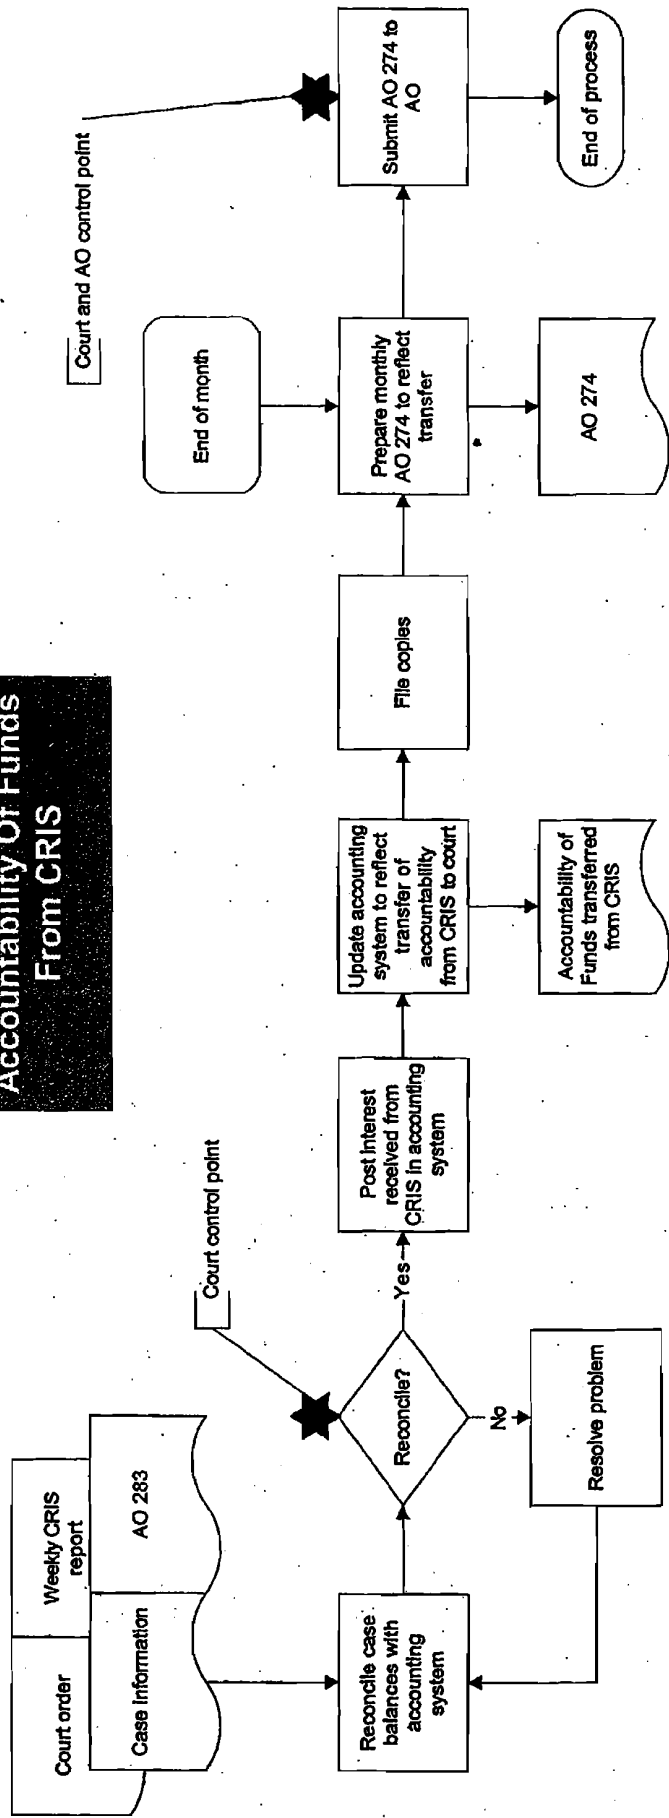 Accountability Of Funds
From CRIS
Court order
Weekly CRIS
report
Case Information
AO 283
Reconcile case
balances with
accounting
system
Court control point
Reconcile?
Yes
No
Resolve problem
Post Interest
received from
CRIS in accounting
system
Update accounting
system to reflect
transfer of
accountability
from CRIS to court
Accountability of
Funds transferred
from CRIS
File copies
End of month
Prepare monthly
AO 274 to reflect
transfer
AO 274
Court and AO control point
Submit AO 274 to
AO
End of process